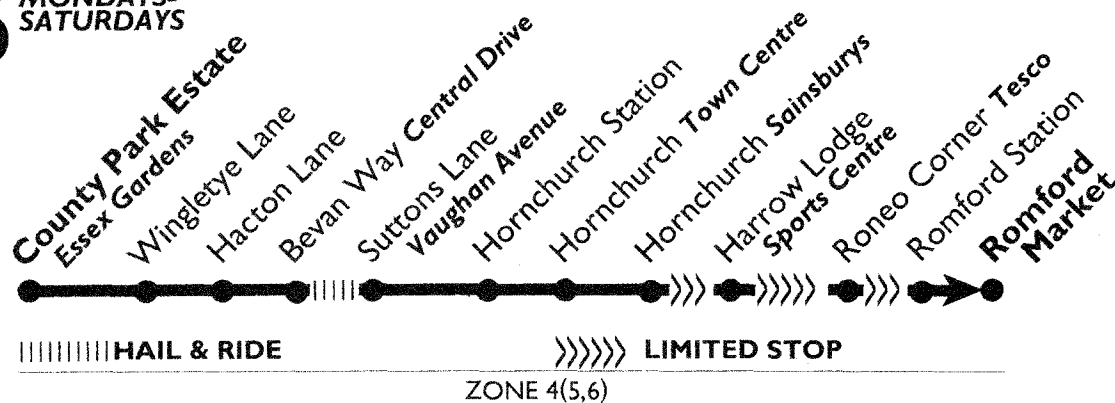 MONDAYS-
SATURDAYS
County Park Estate
Essex Gardens
Wingletye Lane
Hacton Lane
Bevan Way Central Drive
Suttons Lane
Vaughan Avenue
Hornchurch Station
Hornchurch Town Centre
Hornchurch Sainsburys
Harrow Lodge
Sports Centre
Roneo Corner Tesco
Romford Station
Romford
Market
HAIL & RIDE
LIMITED STOP
ZONE 4(5,6)